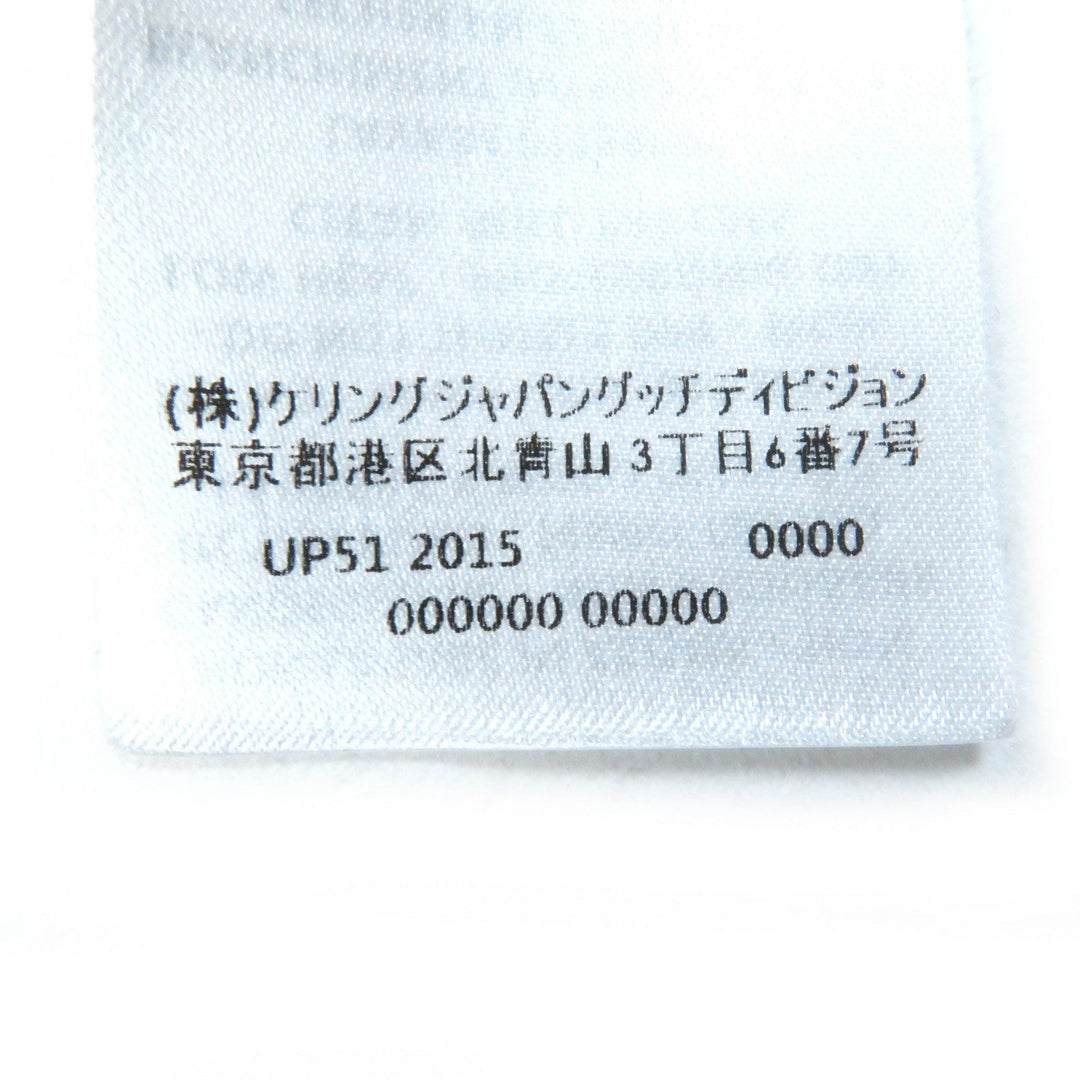 (株)ケリングジャパングッチディビジョン
東京都港区北青山3丁目6番7号
UP51 2015 0000
000000 00000